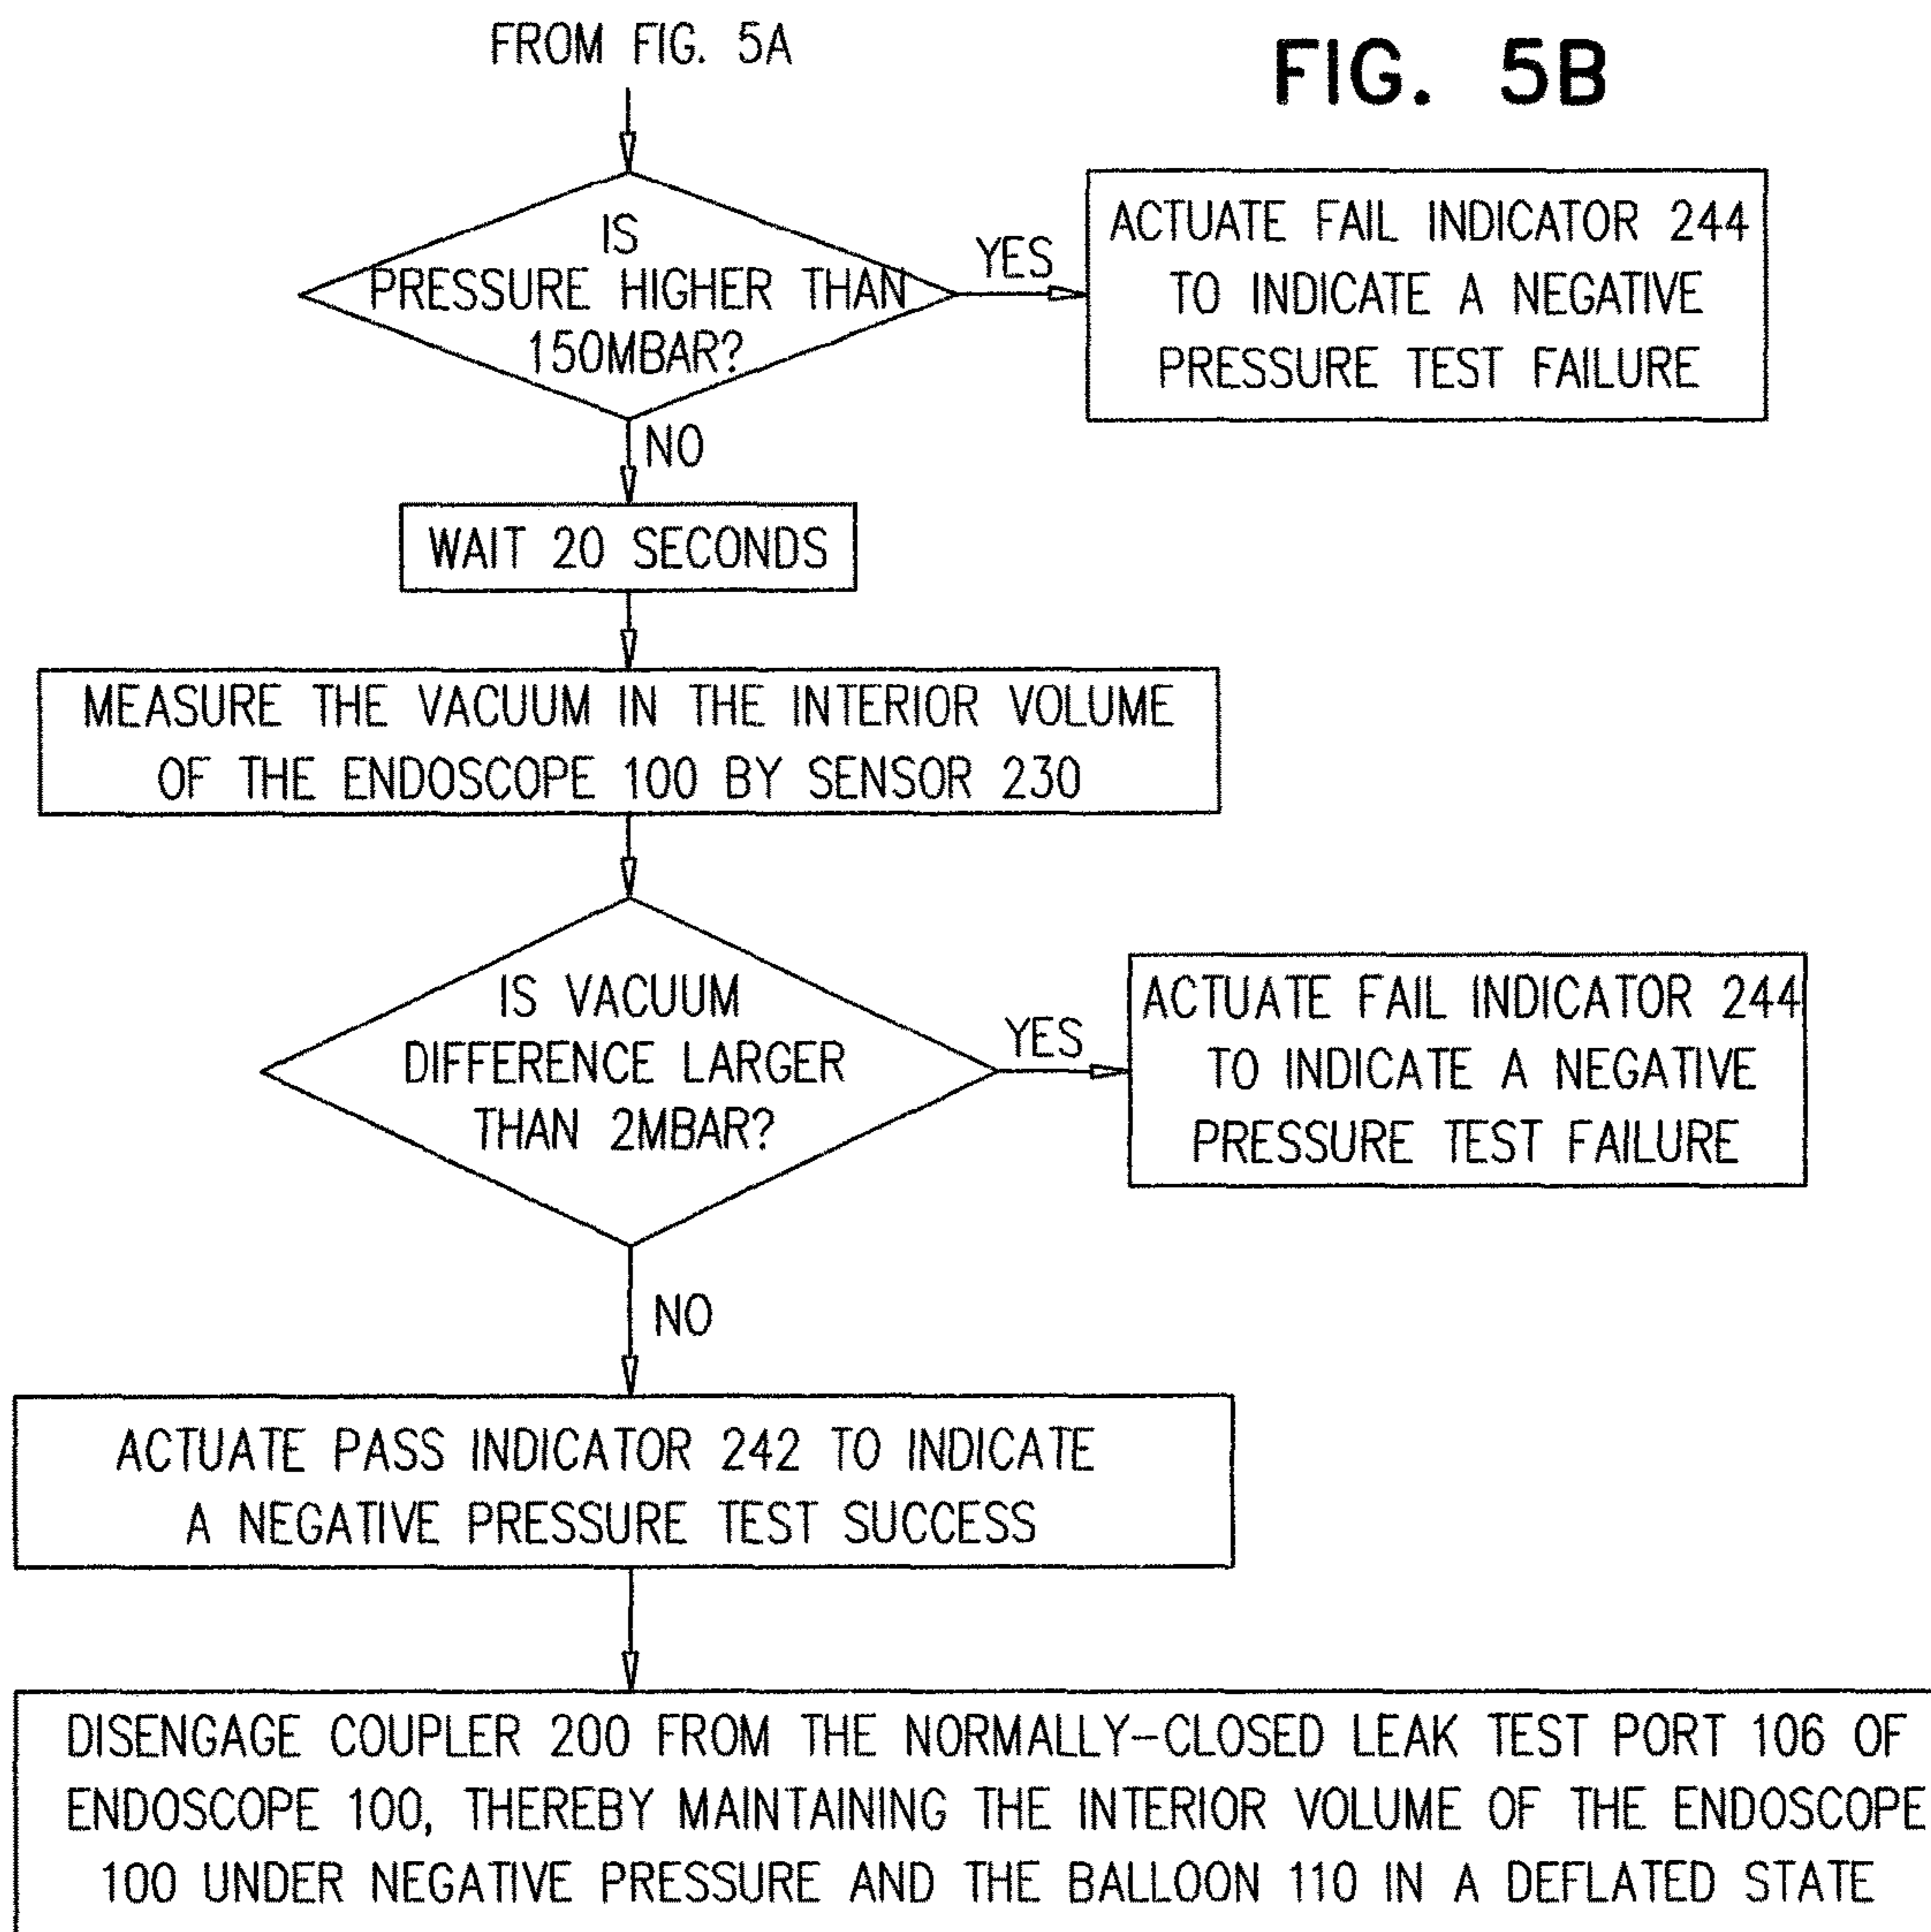 FROM FIG. 5A
FIG. 5B
IS
PRESSURE HIGHER THAN
150MBAR?
YES
ACTUATE FAIL INDICATOR 244
TO INDICATE A NEGATIVE
PRESSURE TEST FAILURE
NO
WAIT 20 SECONDS
MEASURE THE VACUUM IN THE INTERIOR VOLUME
OF THE ENDOSCOPE 100 BY SENSOR 230
IS VACUUM
DIFFERENCE LARGER
THAN 2MBAR?
YES
ACTUATE FAIL INDICATOR 244
TO INDICATE A NEGATIVE
PRESSURE TEST FAILURE
NO
ACTUATE PASS INDICATOR 242 TO INDICATE
A NEGATIVE PRESSURE TEST SUCCESS
DISENGAGE COUPLER 200 FROM THE NORMALLY-CLOSED LEAK TEST PORT 106 OF
ENDOSCOPE 100, THEREBY MAINTAINING THE INTERIOR VOLUME OF THE ENDOSCOPE
100 UNDER NEGATIVE PRESSURE AND THE BALLOON 110 IN A DEFLATED STATE